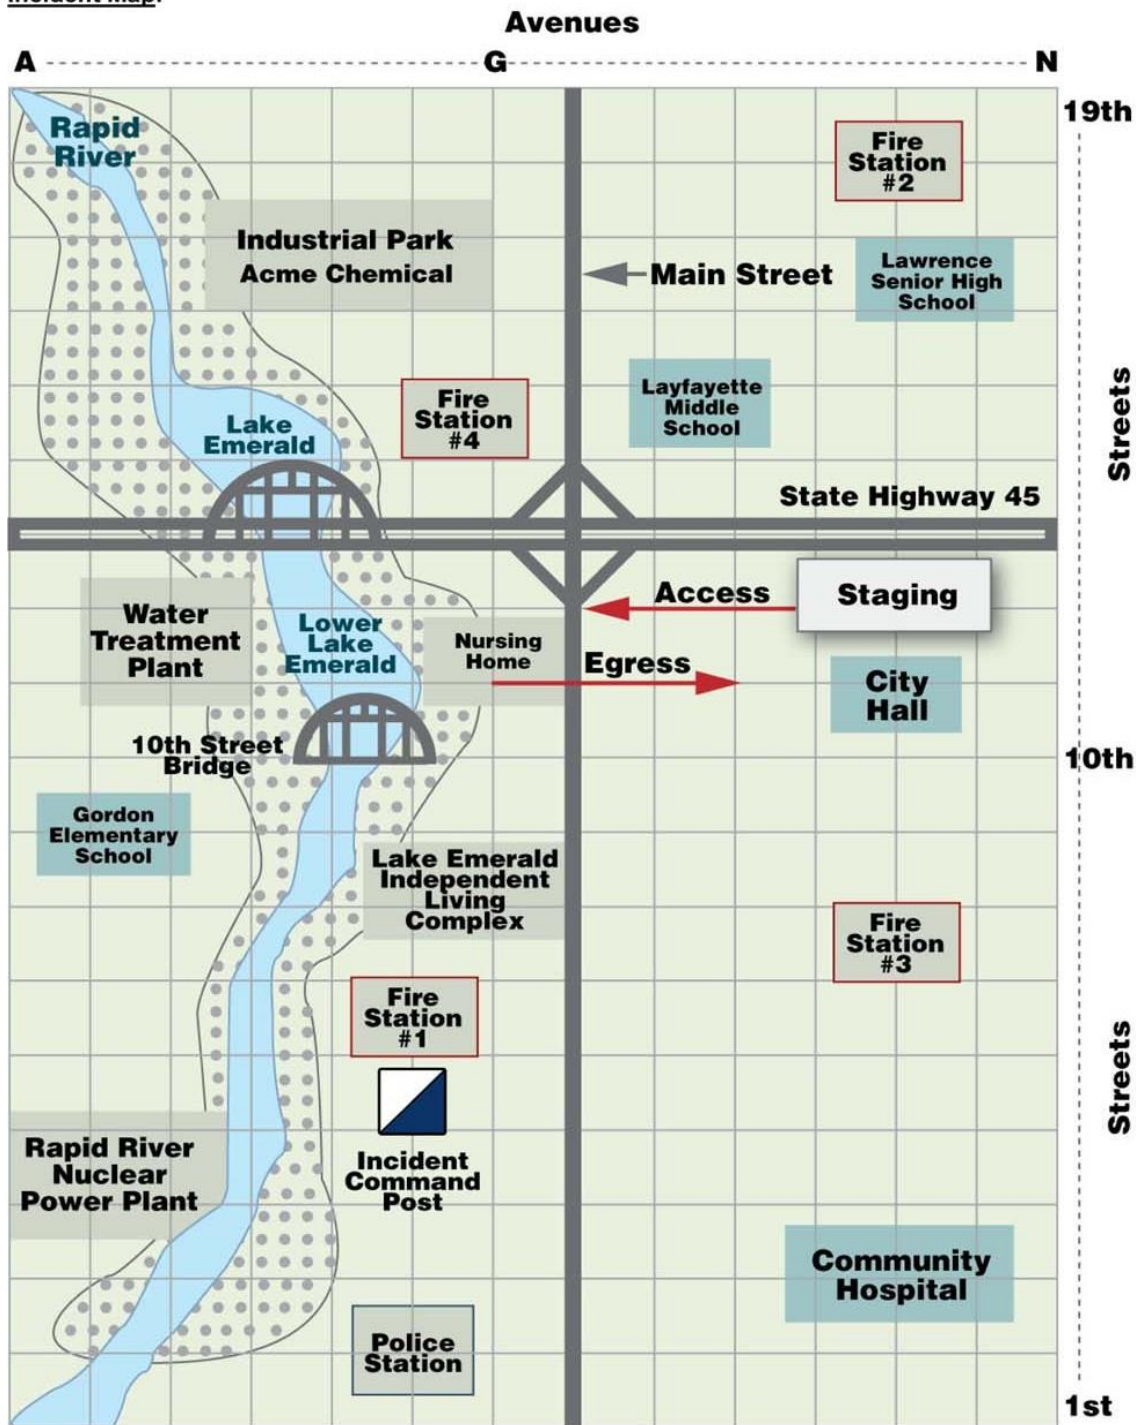 Incident Map:
Avenues
A
G
N
19th
Rapid
River
Fire
Station
#2
Industrial Park
Acme Chemical
Main Street
Lawrence
Senior High
School
Layfayette
Middle
School
Fire
Station
#4
Lake
Emerald
Streets
State Highway 45
Access
Staging
Water
Treatment
Plant
Lower
Lake
Emerald
Nursing
Home
Egress
City
Hall
10th Street
Bridge
10th
Gordon
Elementary
School
Lake Emerald
Independent
Living
Complex
Fire
Station
#3
Fire
Station
#1
Streets
Rapid River
Nuclear
Power Plant
Incident
Command
Post
Community
Hospital
Police
Station
1st